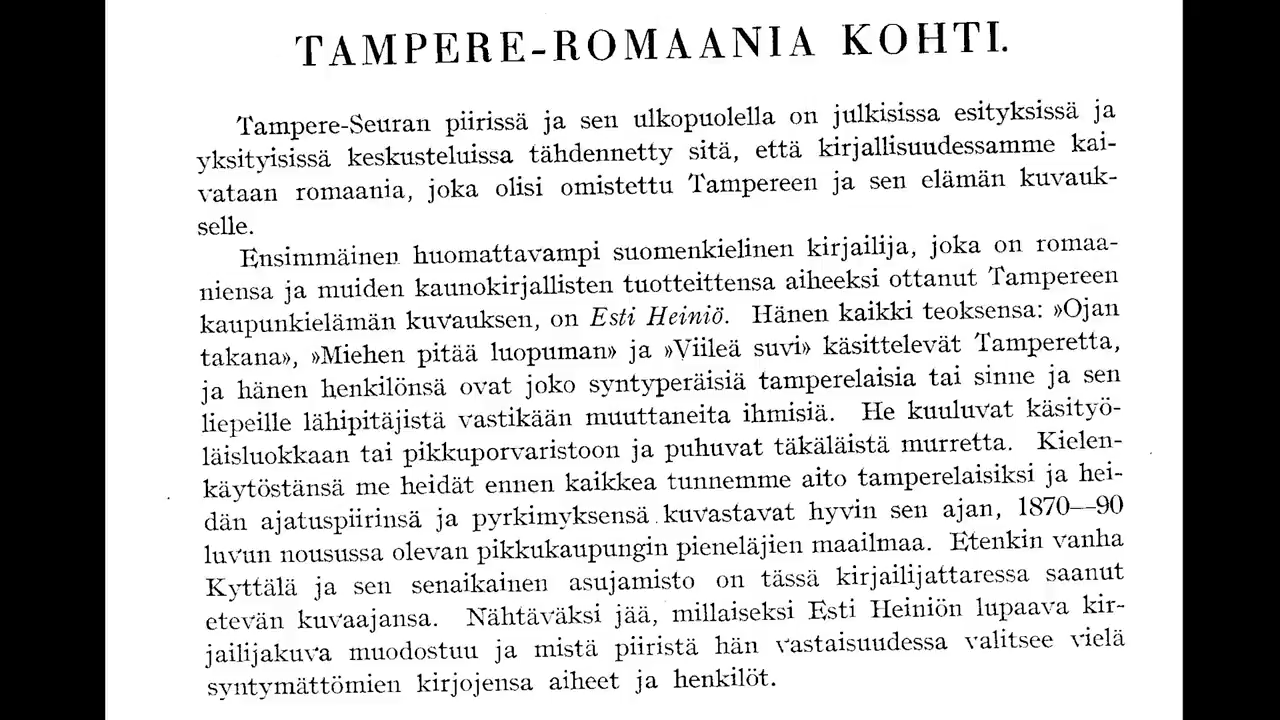 TAMPERE-ROMAANIA KOHTI.
Tampere-Seuran piirissä ja sen ulkopuolella on julkisissa esityksissä ja
yksityisissä keskusteluissa tähdennetty sitä, että kirjallisuudessamme kai-
vataan romaania, joka olisi omistettu Tampereen ja sen elämän kuvauk-
selle.
Ensimmäinen huomattavampi suomenkielinen kirjailija, joka on romaa-
niensa ja muiden kaunokirjallisten tuotteittensa aiheeksi ottanut Tampereen
kaupunkielämän kuvauksen, on Esti Heiniö. Hänen kaikki teoksensa: »Ojan
takana», »Miehen pitää luopuman» ja »Viileä suvi» käsittelevät Tamperetta,
ja hänen henkilönsä ovat joko syntyperäisiä tamperelaisia tai sinne ja sen
liepeille lähipitäjistä vastikään muuttaneita ihmisiä. He kuuluvat käsityö-
läisluokkaan tai pikkuporvaristoon ja puhuvat täkäläistä murretta. Kielen-
käytöstänsä me heidät ennen kaikkea tunnemme aito tamperelaisiksi ja hei-
dän ajatuspiirinsä ja pyrkimyksensä kuvastavat hyvin sen ajan, 1870—90
luvun nousussa olevan pikkukaupungin pieneläjien maailmaa. Etenkin vanha
Kyttälä ja sen senaikainen asujamisto on tässä kirjailijattaressa saanut
etevän kuvaajansa. Nähtäväksi jää, millaiseksi Esti Heiniön lupaava kir-
jailijakuva muodostuu ja mistä piiristä hän vastaisuudessa valitsee vielä
syntymättömien kirjojensa aiheet ja henkilöt.